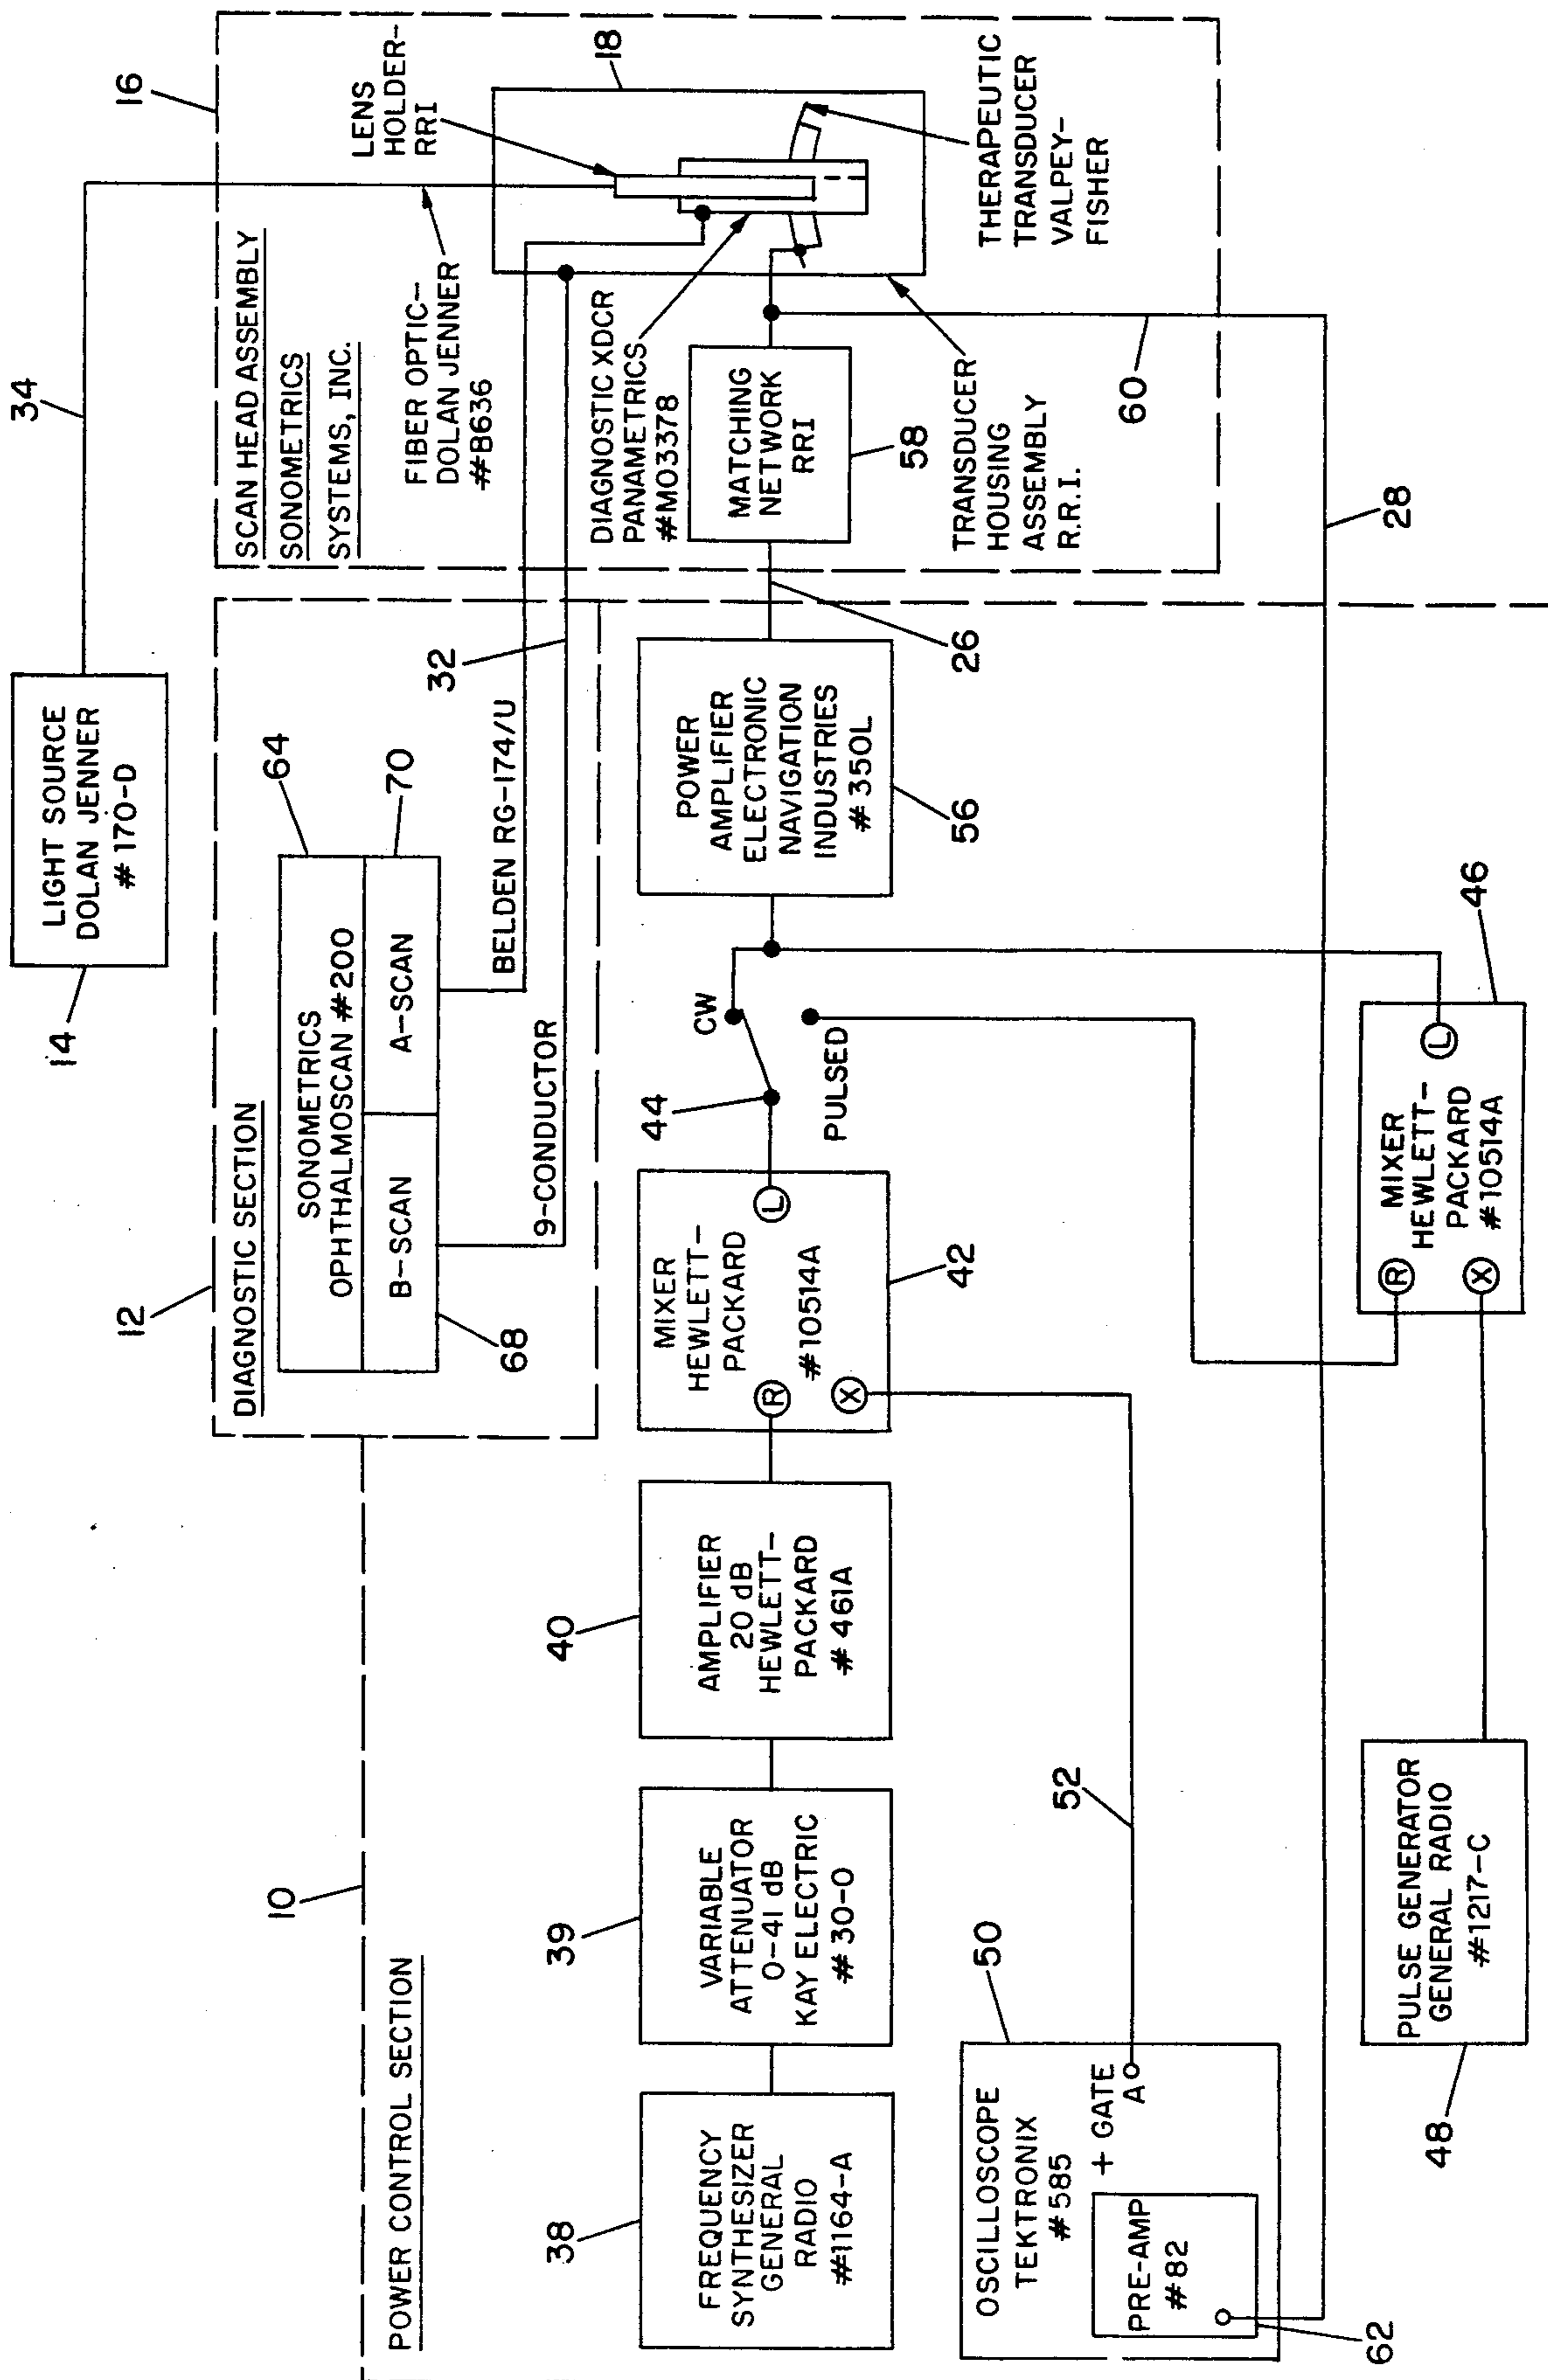 34
16
SCAN HEAD ASSEMBLY
SONOMETRICS
SYSTEMS, INC.
LENS
HOLDER-
RRI
18
FIBER OPTIC-
DOLAN JENNER
#B636
DIAGNOSTIC XDCR
PANAMETRICS
#MO3378
MATCHING
NETWORK
RRI
58
THERAPEUTIC
TRANSDUCER
VALPEY-
FISHER
TRANSDUCER
HOUSING
ASSEMBLY
R.R.I.
60
28
LIGHT SOURCE
DOLAN JENNER
#170-D
14
12
DIAGNOSTIC SECTION
64
SONOMETRICS
OPHTHALMOSCAN #200
B-SCAN
A-SCAN
68
70
32
BELDEN RG-174/U
9-CONDUCTOR
10
POWER CONTROL SECTION
38
FREQUENCY
SYNTHESIZER
GENERAL
RADIO
#1164-A
39
VARIABLE
ATTENUATOR
0-41 dB
KAY ELECTRIC
#30-0
40
AMPLIFIER
20 dB
HEWLETT-
PACKARD
#461A
MIXER
HEWLETT-
PACKARD
R
L
#10514A
X
42
44
CW
PULSED
POWER
AMPLIFIER
ELECTRONIC
NAVIGATION
INDUSTRIES
#350L
56
26
52
50
OSCILLOSCOPE
TEKTRONIX
#585
+ GATE
A
PRE-AMP
#82
62
PULSE GENERATOR
GENERAL RADIO
#1217-C
48
46
MIXER
HEWLETT-
PACKARD
#10514A
R
L
X